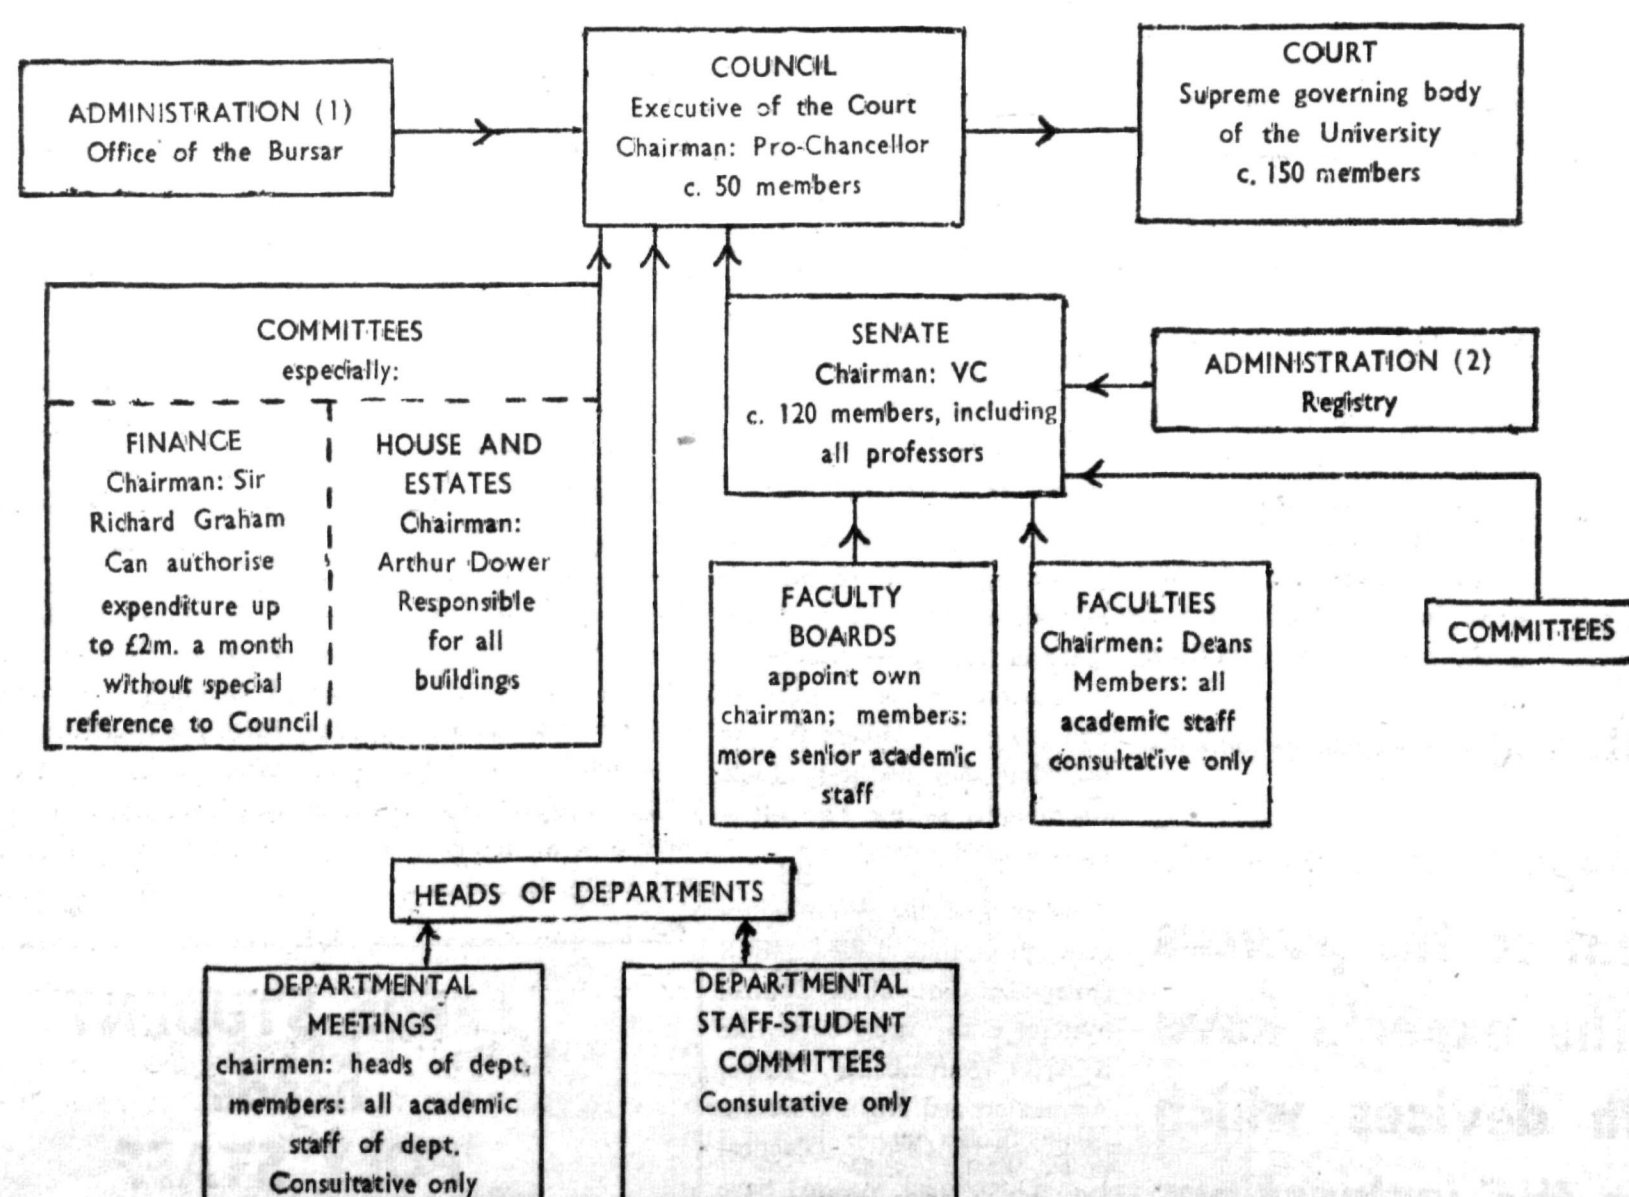 ADMINISTRATION (1)
Office of the Bursar
COUNCIL
Executive of the Court
Chairman: Pro-Chancellor
c. 50 members
COURT
Supreme governing body
of the University
c. 150 members
COMMITTEES
especially:
FINANCE
Chairman: Sir
Richard Graham
Can authorise
expenditure up
to £2m. a month
without special
reference to Council
HOUSE AND
ESTATES
Chairman:
Arthur Dower
Responsible
for all
buildings
SENATE
Chairman: VC
c. 120 members, including
all professors
ADMINISTRATION (2)
Registry
FACULTY
BOARDS
appoint own
chairman; members:
more senior academic
staff
FACULTIES
Chairmen: Deans
Members: all
academic staff
consultative only
COMMITTEES
HEADS OF DEPARTMENTS
DEPARTMENTAL
MEETINGS
chairmen: heads of dept.
members: all academic
staff of dept.
Consultative only
DEPARTMENTAL
STAFF-STUDENT
COMMITTEES
Consultative only